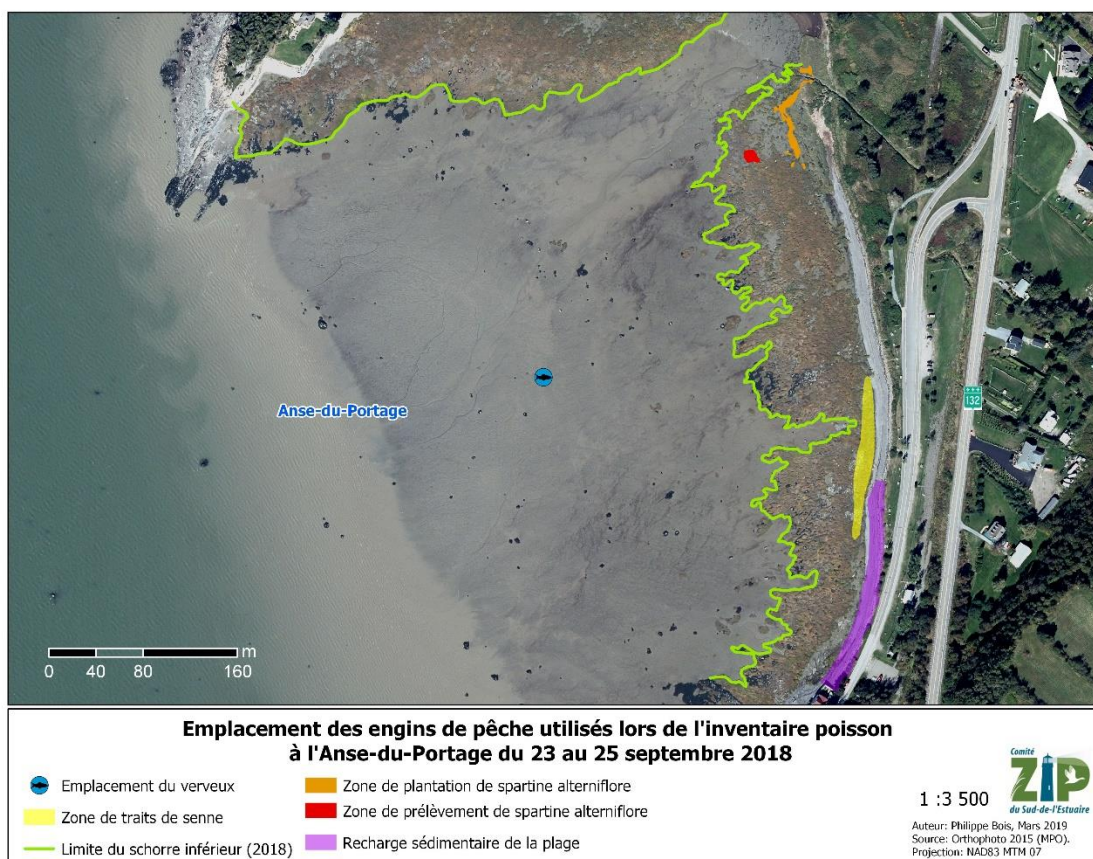 N
Anse-du-Portage
132
m
0 40 80 160
Emplacement des engins de pêche utilisés lors de l'inventaire poisson
à l'Anse-du-Portage du 23 au 25 septembre 2018
Emplacement du verveux
Zone de traits de senne
Limite du schorre inférieur (2018)
Zone de plantation de spartine alterniflore
Zone de prélèvement de spartine alterniflore
Recharge sédimentaire de la plage
1 :3 500
Comité
ZIP
du Sud-de-l'Estuaire
Auteur: Philippe Bois, Mars 2019
Source: Orthophoto 2015 (MPO).
Projection: NAD83 MTM 07